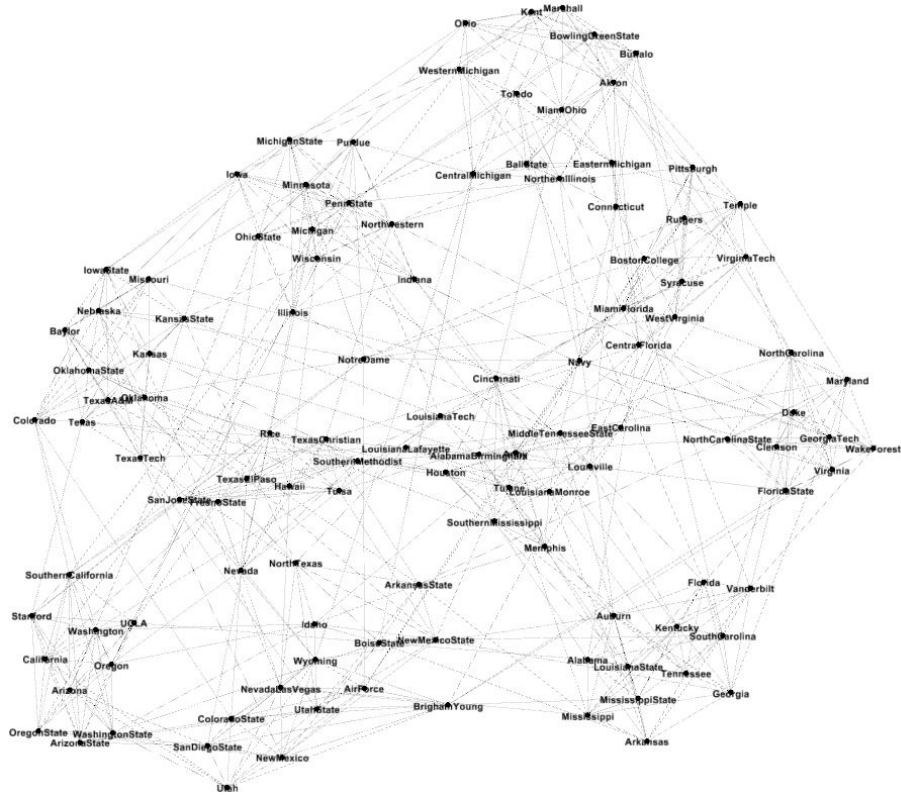 Marshall
Kent
Ohio
BowlingGreenState
Buffalo
WesternMichigan
Akron
Toledo
MiamiOhio
MichiganState
Purdue
BallState
EasternMichigan
Pittsburgh
Iowa
CentralMichigan
NorthernIllinois
Minnesota
PennState
Connecticut
Temple
Rutgers
NorthWestern
Michigan
OhioState
Wisconsin
BostonCollege
VirginiaTech
IowaState
Missouri
Indiana
Syracuse
Nebraska
KansasState
Illinois
MiamiFlorida
WestVirginia
Baylor
CentralFlorida
Kansas
NotreDame
Navy
NorthCarolina
OklahomaState
Cincinnati
Maryland
TexasA&M
Oklahoma
Colorado
Texas
LouisianaTech
Duke
EastCarolina
Rice
TexasChristian
MiddleTennesseeState
NorthCarolinaState
GeorgiaTech
Clemson
WakeForest
LouisianaLafayette
AlabamaBirmingham
TexasTech
SouthernMethodist
Louisville
Virginia
Houston
TexasElPaso
Hawaii
Tulsa
Tulane
LouisianaMonroe
FloridaState
SanJoseState
FresnoState
SouthernMississippi
Memphis
Nevada
NorthTexas
SouthernCalifornia
ArkansasState
Florida
Vanderbilt
Stanford
UCLA
Washington
Idaho
Auburn
Kentucky
SouthCarolina
BoiseState
NewMexicoState
California
Oregon
Wyoming
Alabama
LouisianaState
Tennessee
Arizona
NevadaLasVegas
AirForce
Georgia
MississippiState
BrighamYoung
UtahState
Mississippi
ColoradoState
OregonState
WashingtonState
ArizonaState
SanDiegoState
Arkansas
NewMexico
Utah